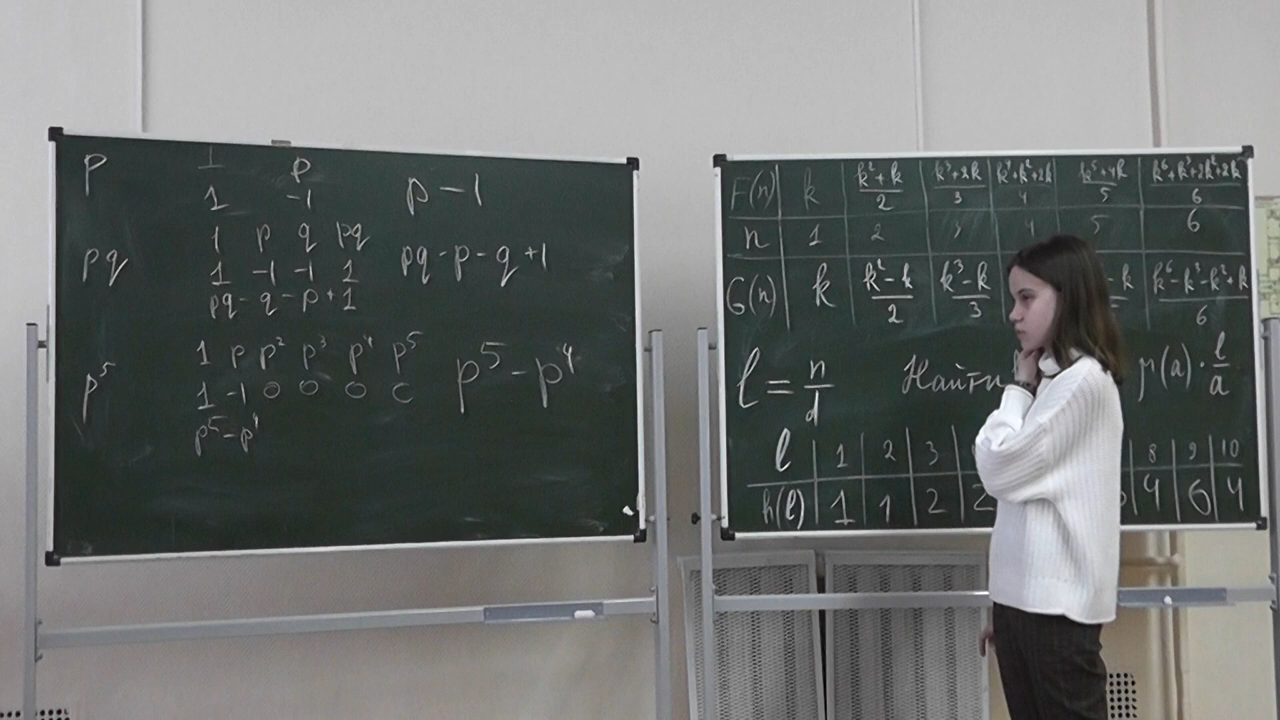 p 1 p
1 -1 p-1
1 p q pq
pq 1 -1 -1 1 pq-p-q+1
pq-q-p+1
1 p p² p³ p⁴ p⁵
p⁵ 1 -1 0 0 0 0 p⁵-p⁴
p⁵-p⁴
F(n) k (k²+k)/2 (k³+2k)/3 (k⁴+k²+2k)/4 (k⁵+4k)/5 (k⁶+k³+2k²+2k)/6
n 1 2 3 4 5 6
G(n) k (k²-k)/2 (k³-k)/3 (k⁶-k³-k²+k)/6
l = n/d Найти μ(a)·l/a
l 1 2 3 8 9 10
h(l) 1 1 2 2 4 6 4